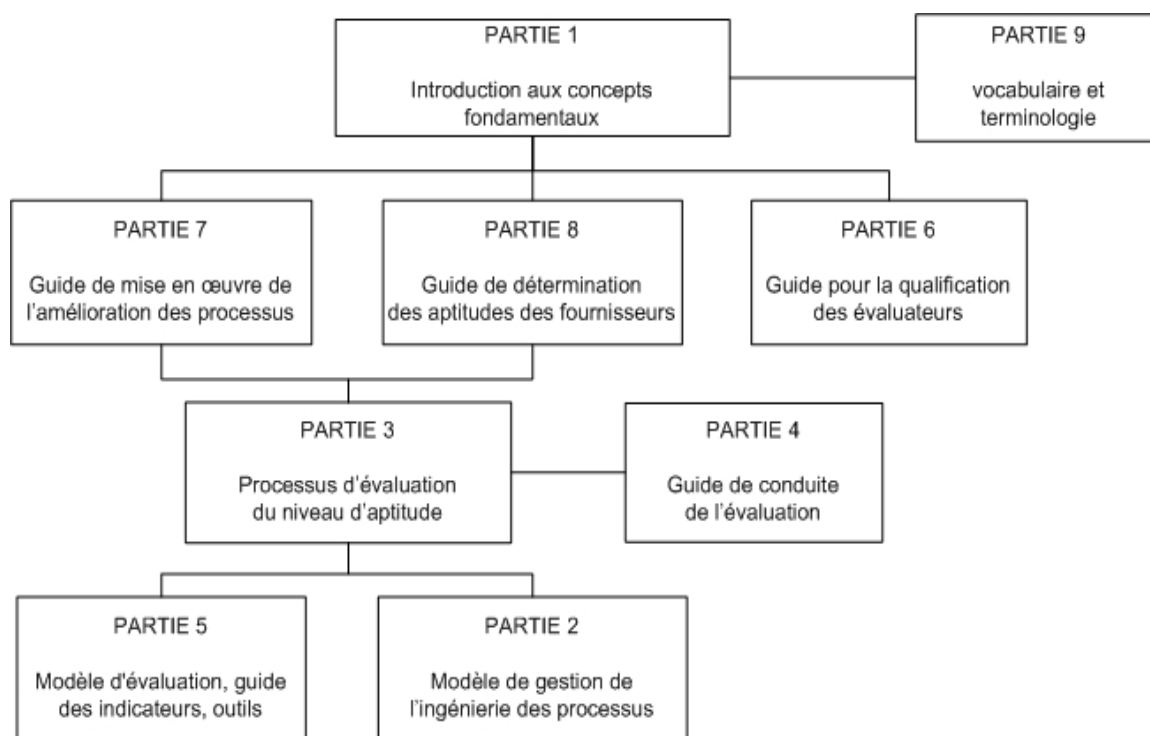 PARTIE 1
Introduction aux concepts
fondamentaux
PARTIE 9
vocabulaire et
terminologie
PARTIE 7
Guide de mise en œuvre de
l'amélioration des processus
PARTIE 8
Guide de détermination
des aptitudes des fournisseurs
PARTIE 6
Guide pour la qualification
des évaluateurs
PARTIE 3
Processus d'évaluation
du niveau d'aptitude
PARTIE 4
Guide de conduite
de l'évaluation
PARTIE 5
Modèle d'évaluation, guide
des indicateurs, outils
PARTIE 2
Modèle de gestion de
l'ingénierie des processus